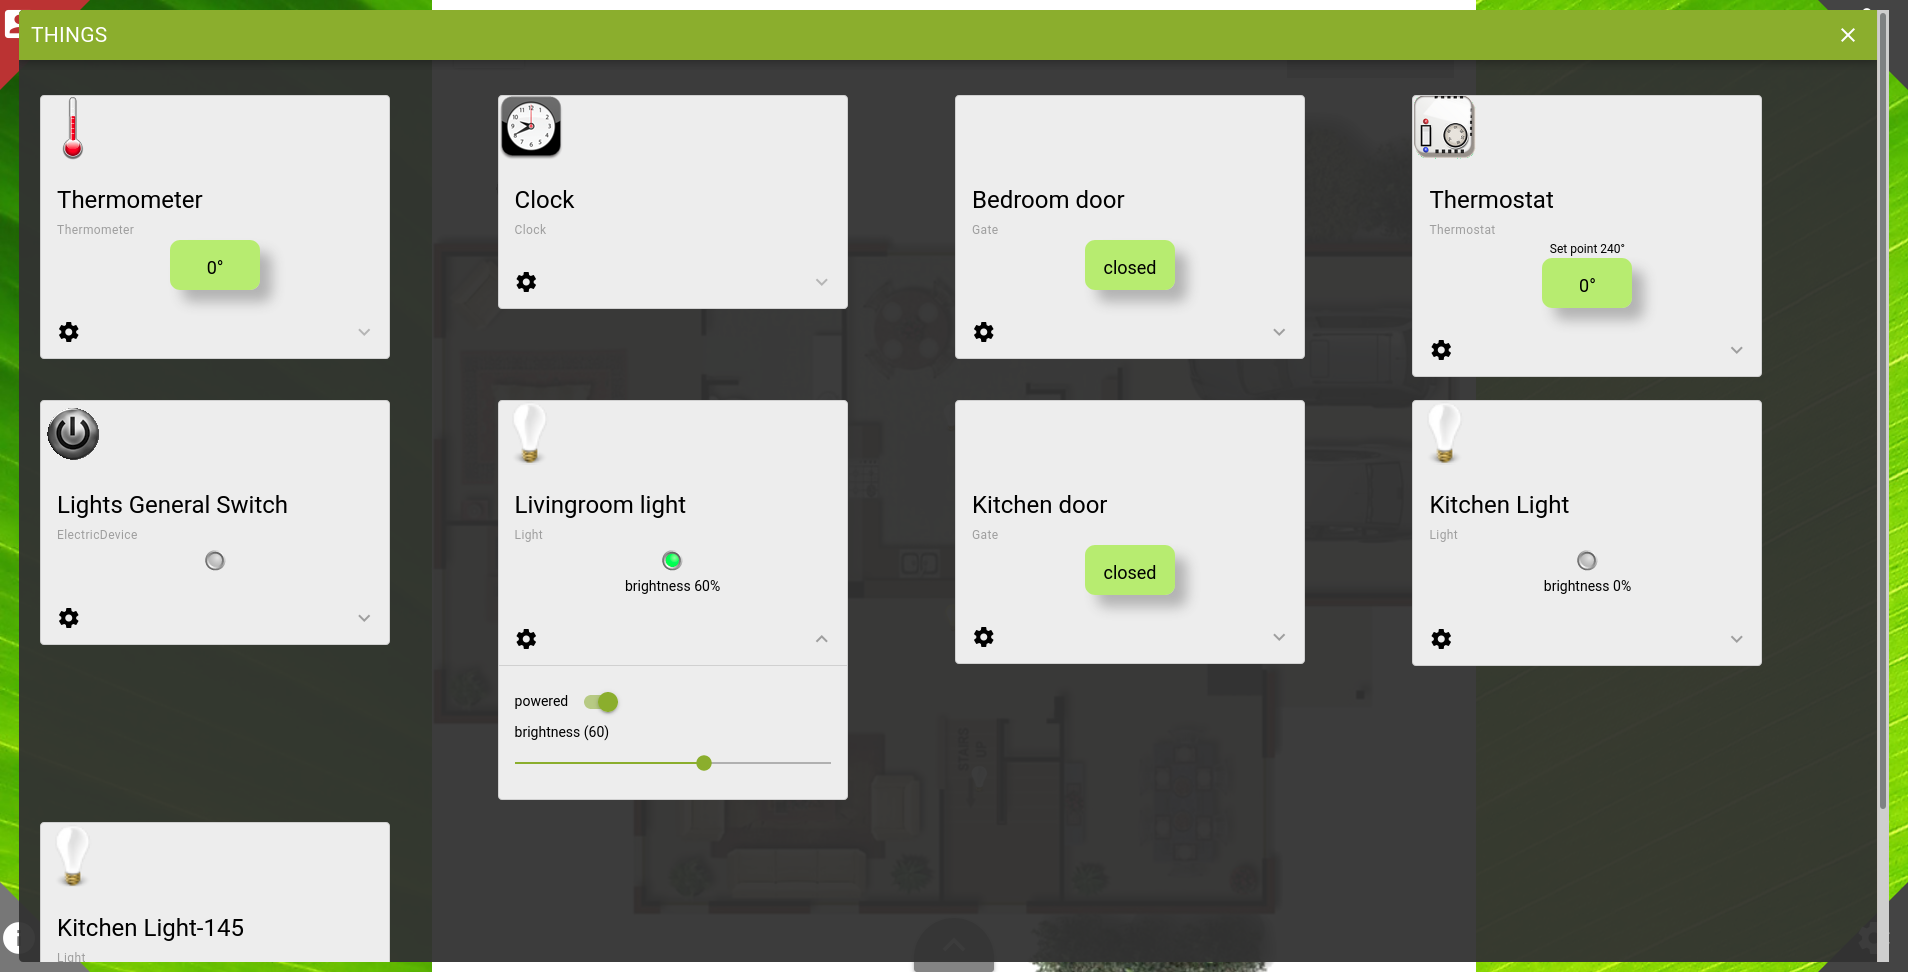 THINGS
Thermometer
Thermometer
0°
Clock
Clock
Bedroom door
Gate
closed
Thermostat
Thermostat
Set point 240°
0°
Lights General Switch
ElectricDevice
Livingroom light
Light
brightness 60%
powered
brightness (60)
Kitchen door
Gate
closed
Kitchen Light
Light
brightness 0%
STAIRS
UP
Kitchen Light-145
Light